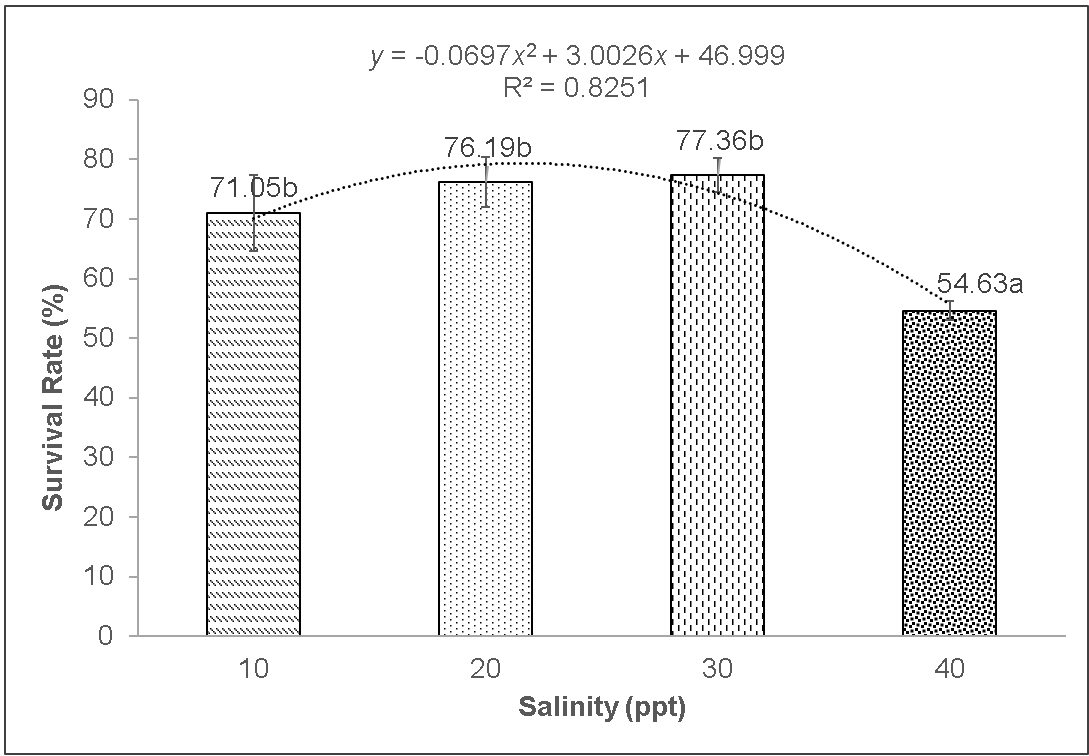 y = -0.0697x² + 3.0026x + 46.999
R² = 0.8251
90
80
70
60
50
40
30
20
10
0
71.05b
76.19b
77.36b
54.63a
Survival Rate (%)
10 20 30 40
Salinity (ppt)